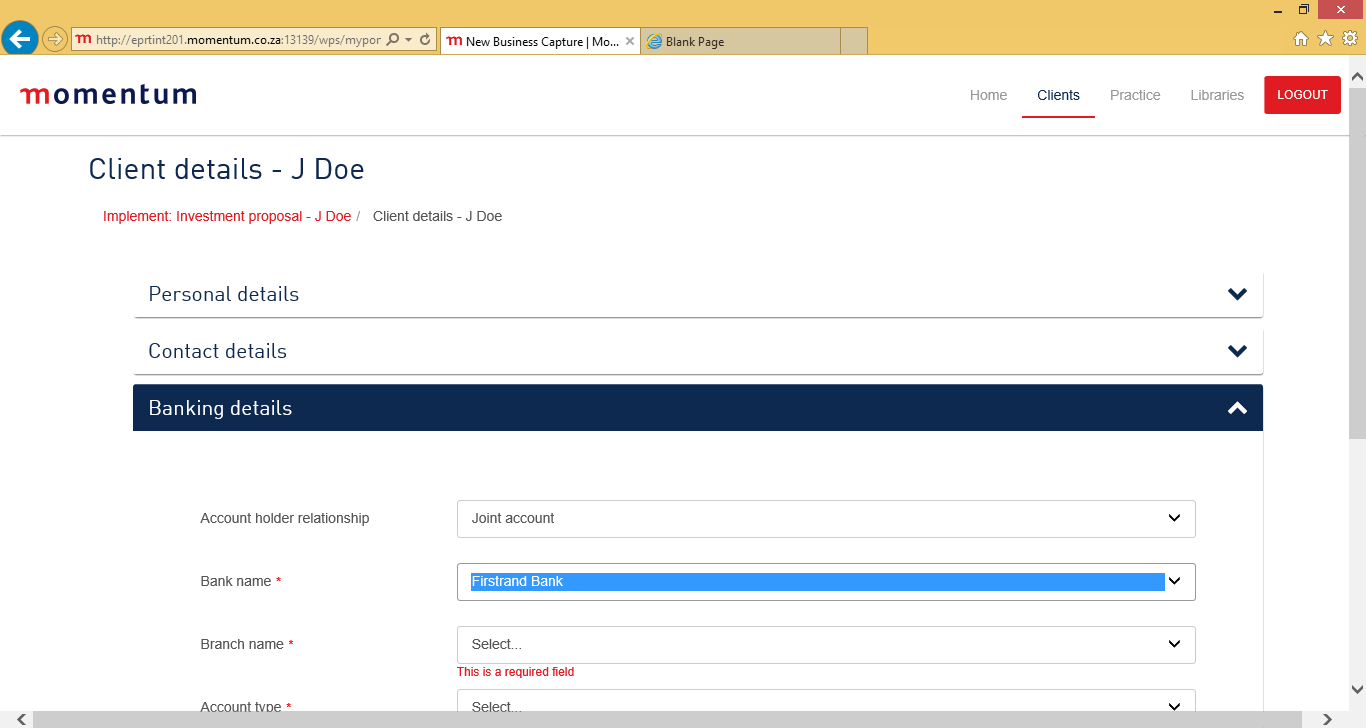 http://eprtint201.momentum.co.za:13139/wps/mypor
m New Business Capture | Mo...
Blank Page
momentum
Home
Clients
Practice
Libraries
LOGOUT
Client details - J Doe
Implement: Investment proposal - J Doe / Client details - J Doe
Personal details
Contact details
Banking details
Account holder relationship
Joint account
Bank name *
Firstrand Bank
Branch name *
Select...
This is a required field
Account type *
Select...